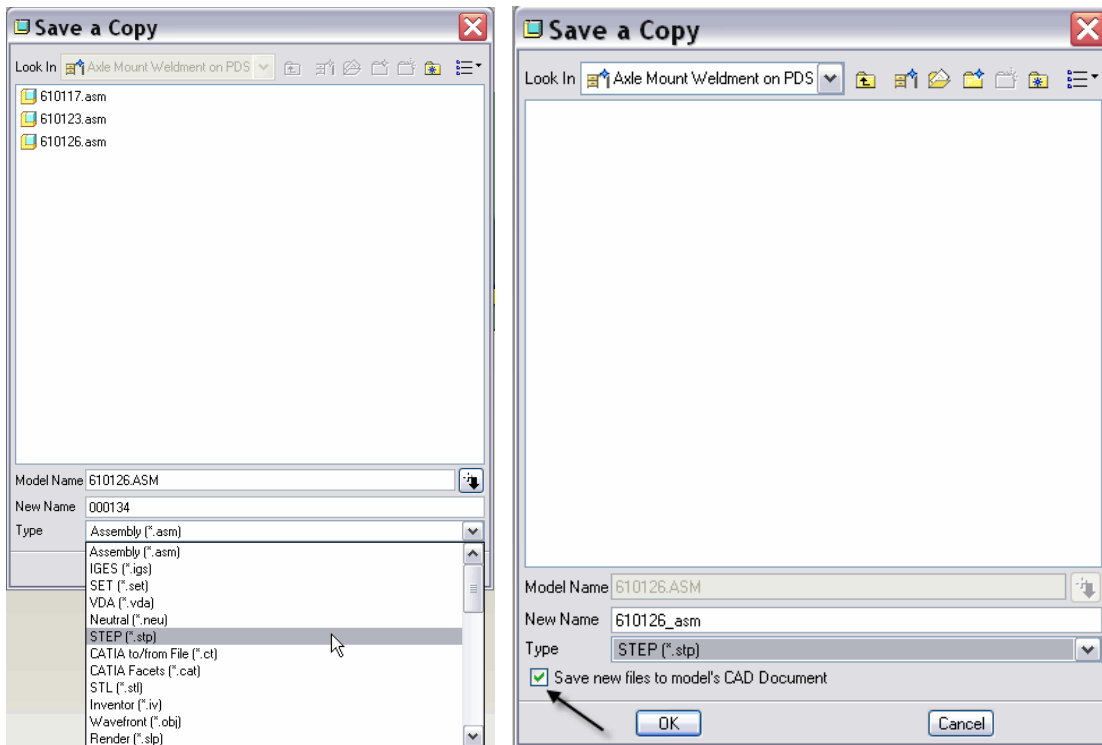 Save a Copy
Look In Axle Mount Weldment on PDS
610117.asm
610123.asm
610126.asm
Model Name 610126.ASM
New Name 000134
Type Assembly (*.asm)
Assembly (*.asm)
IGES (*.igs)
SET (*.set)
VDA (*.vda)
Neutral (*.neu)
STEP (*.stp)
CATIA to/from File (*.ct)
CATIA Facets (*.cat)
STL (*.stl)
Inventor (*.iv)
Wavefront (*.obj)
Render (*.slp)
Save a Copy
Look In Axle Mount Weldment on PDS
Model Name 610126.ASM
New Name 610126_asm
Type STEP (*.stp)
Save new files to model's CAD Document
OK Cancel